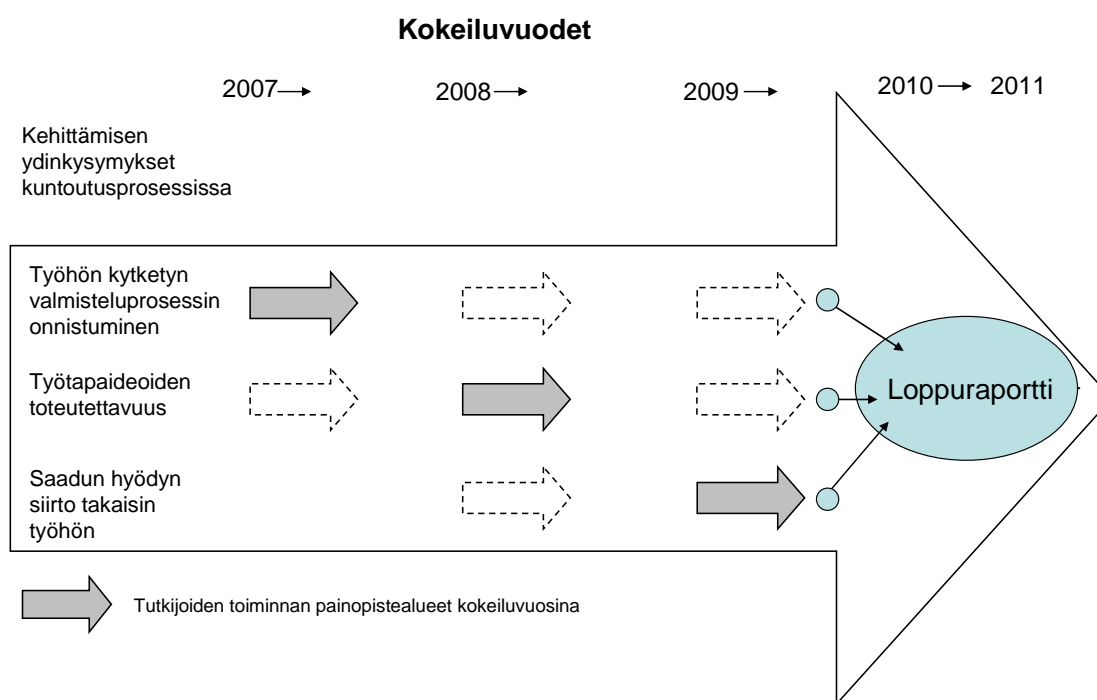 Kokeiluvuodet
2007 2008 2009 2010 2011
Kehittämisen
ydinkysymykset
kuntoutusprosessissa
Työhön kytketyn
valmisteluprosessin
onnistuminen
Työtapaideoiden
toteutettavuus
Loppuraportti
Saadun hyödyn
siirto takaisin
työhön
Tutkijoiden toiminnan painopistealueet kokeiluvuosina